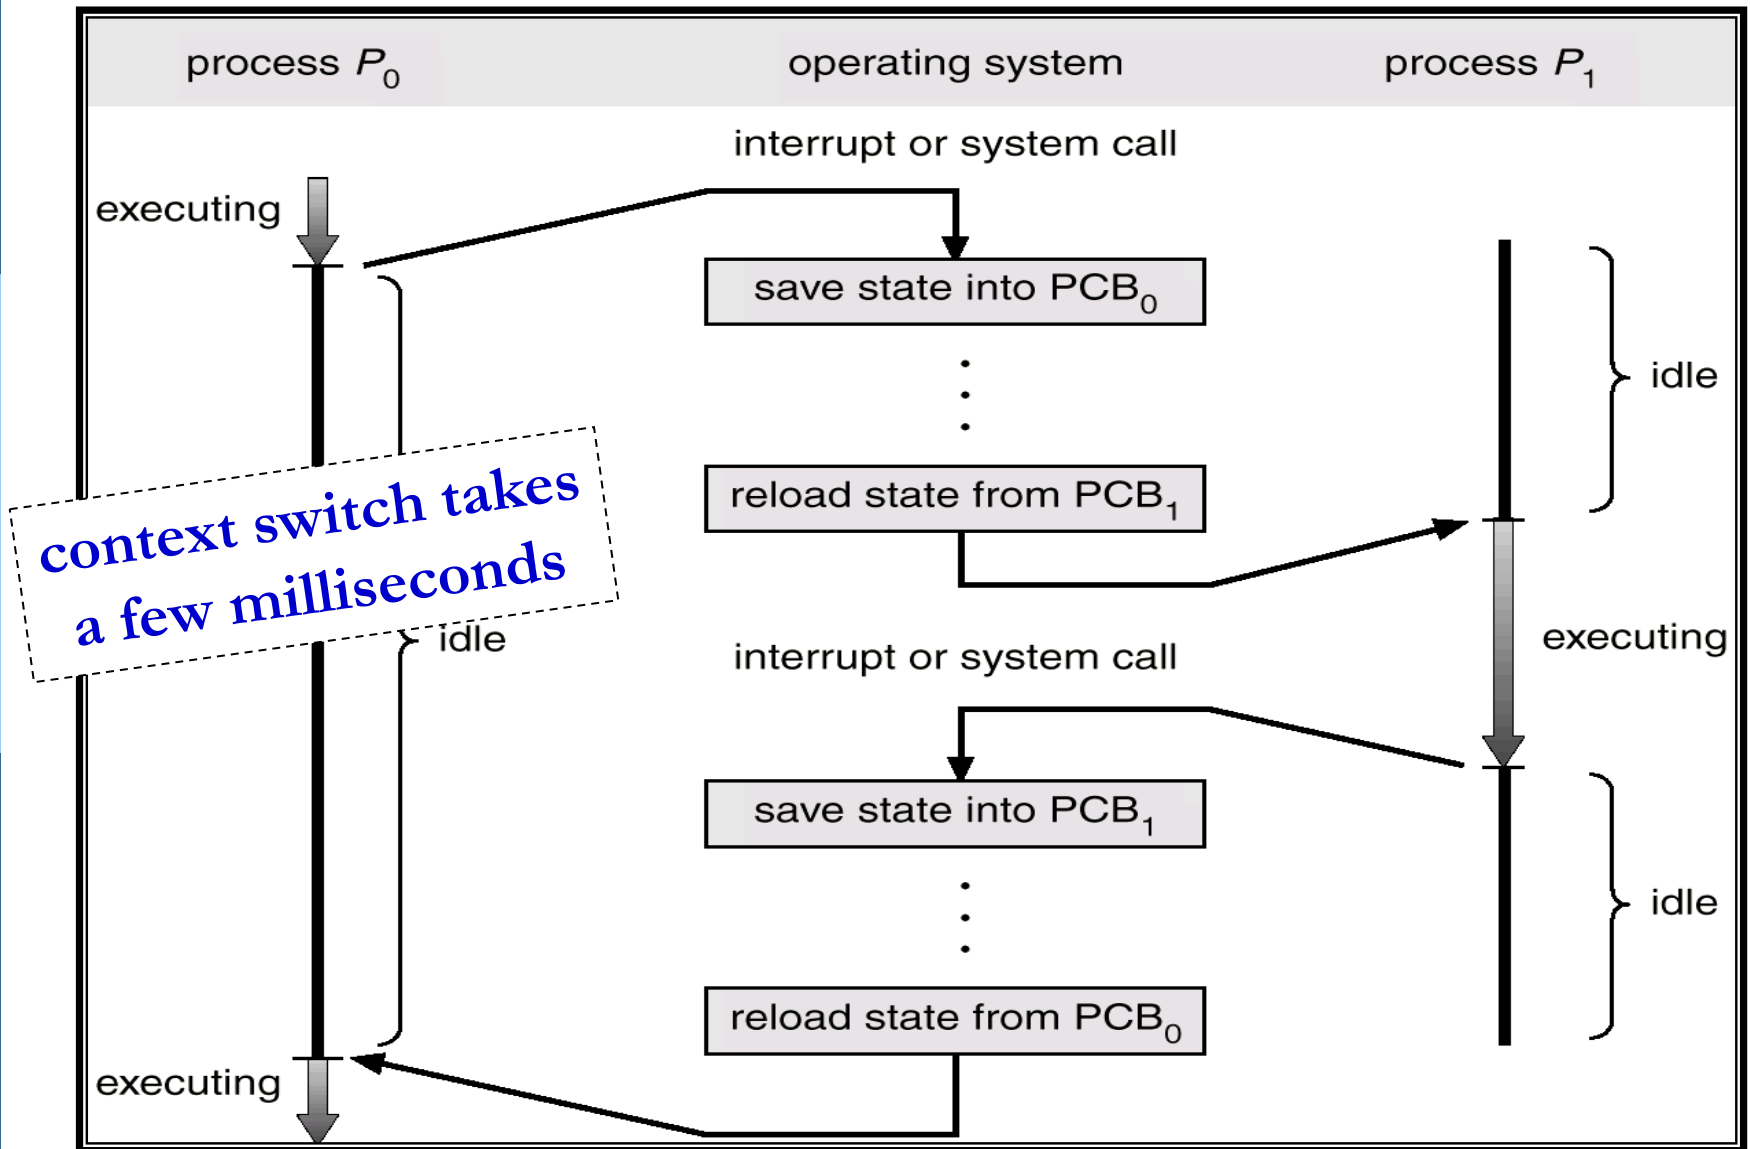 process P0
operating system
process P1
interrupt or system call
executing
save state into PCB0
idle
reload state from PCB1
context switch takes
a few milliseconds
idle
interrupt or system call
executing
save state into PCB1
idle
reload state from PCB0
executing